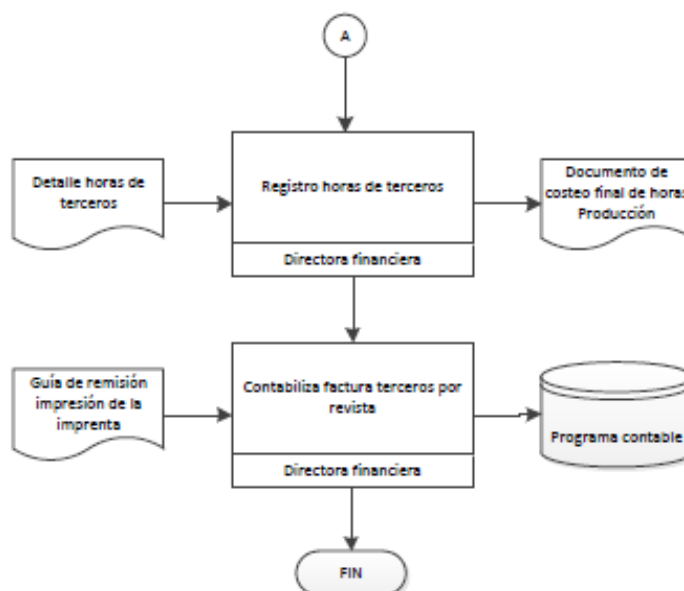 A
Detalle horas de
terceros
Registro horas de terceros
Documento de
costeo final de horas
Producción
Directora financiera
Guía de remisión
impresión de la
imprenta
Contabiliza factura terceros por
revista
Programa contable
Directora financiera
FIN